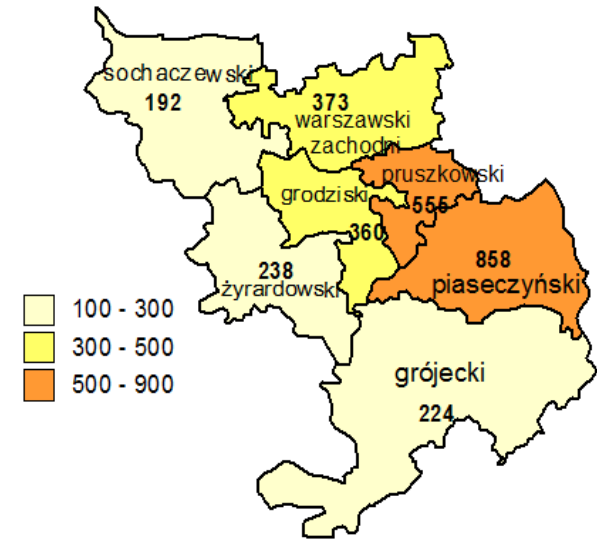 sochaczewski
192
373
warszawski
zachodni
pruszkowski
grodziski
555
360
858
238
piaseczyński
żyrardowski
100 - 300
300 - 500
500 - 900
grójecki
224